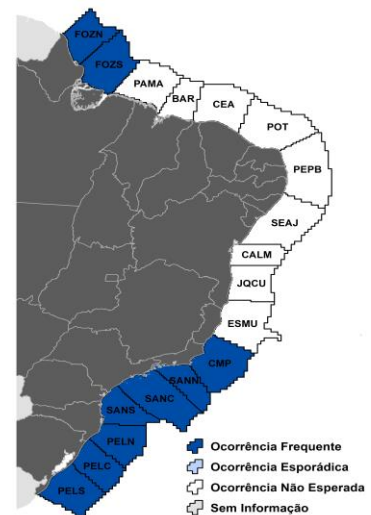 FOZN
FOZS
PAMA
BAR
CEA
POT
PEPB
SEAJ
CALM
JQCU
ESMU
CMP
SANN
SANC
SANS
PELN
PELC
PELS
Ocorrência Frequente
Ocorrência Esporádica
Ocorrência Não Esperada
Sem Informação